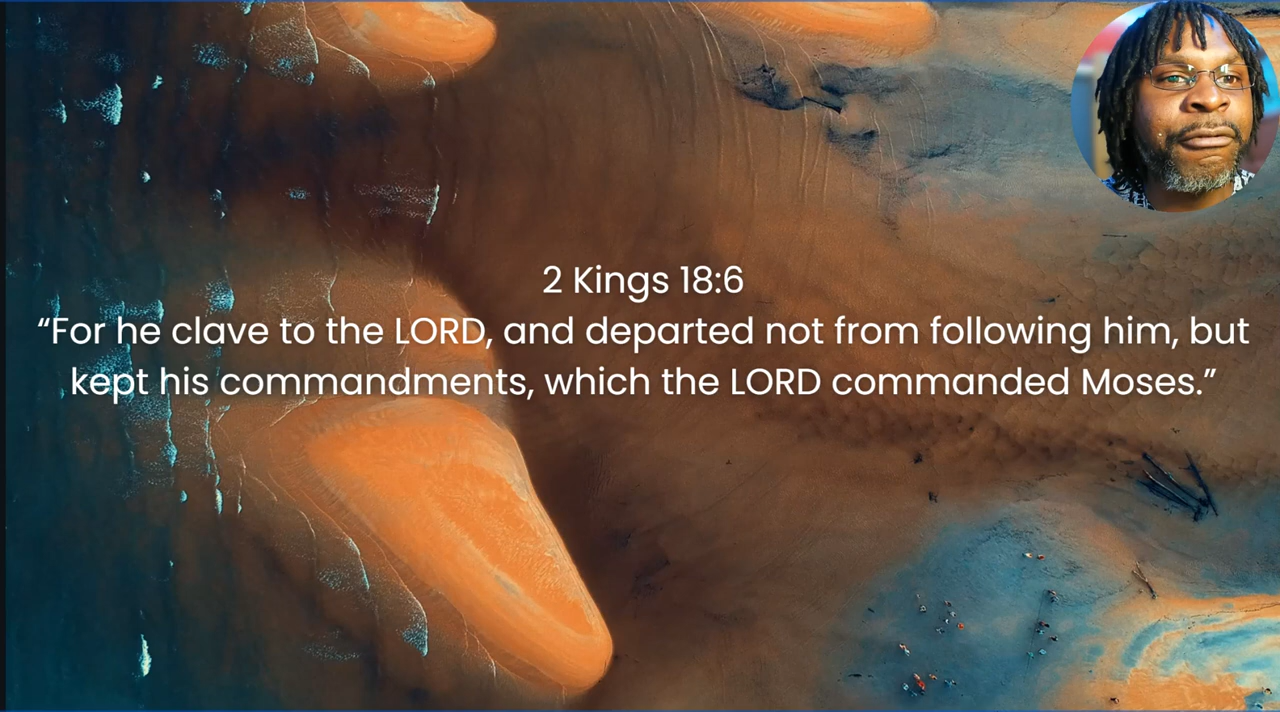 2 Kings 18:6
“For he clave to the LORD, and departed not from following him, but
kept his commandments, which the LORD commanded Moses.”